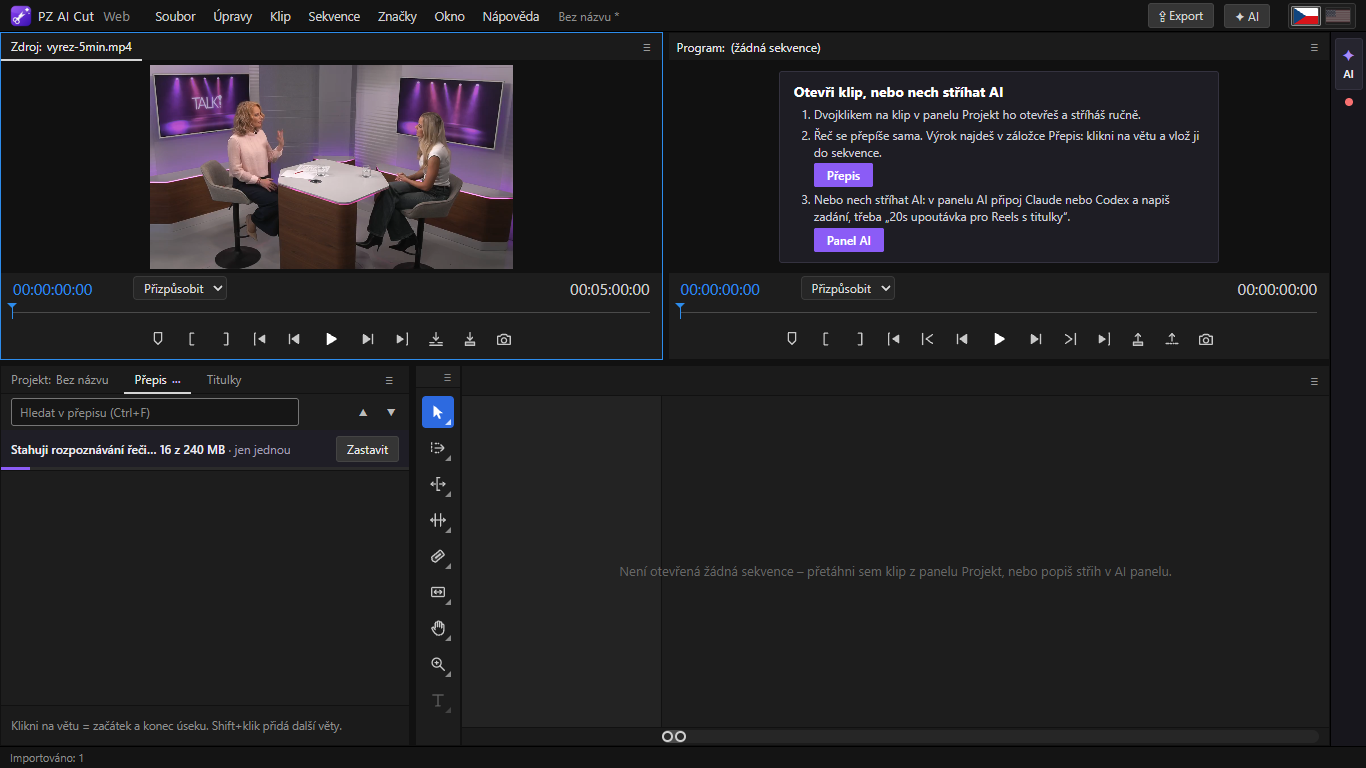 PZ AI Cut Web Soubor Úpravy Klip Sekvence Značky Okno Nápověda Bez názvu * Export AI
Zdroj: vyrez-5min.mp4
TALK?
00:00:00:00 Přizpůsobit 00:05:00:00
Program: (žádná sekvence)
Otevři klip, nebo nech stříhat AI
1. Dvojklikem na klip v panelu Projekt ho otevřeš a stříháš ručně.
2. Řeč se přepíše sama. Výrok najdeš v záložce Přepis: klikni na větu a vlož ji
do sekvence.
Přepis
3. Nebo nech stříhat AI: v panelu AI připoj Claude nebo Codex a napiš
zadání, třeba „20s upoutávka pro Reels s titulky“.
Panel AI
00:00:00:00 Přizpůsobit 00:00:00:00
AI
Projekt: Bez názvu Přepis ... Titulky
Hledat v přepisu (Ctrl+F)
Stahuji rozpoznávání řeči... 16 z 240 MB · jen jednou Zastavit
Klikni na větu = začátek a konec úseku. Shift+klik přidá další věty.
Není otevřená žádná sekvence – přetáhni sem klip z panelu Projekt, nebo popiš střih v AI panelu.
Importováno: 1